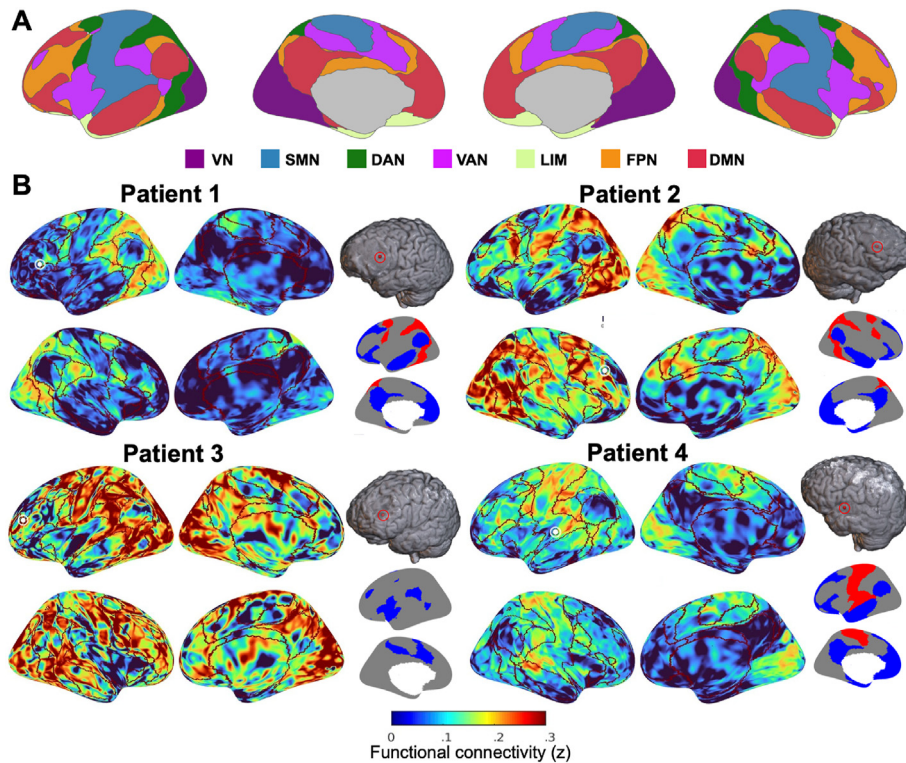 A
VN SMN DAN VAN LIM FPN DMN
B
Patient 1 Patient 2
Patient 3 Patient 4
0 .1 .2 .3
Functional connectivity (z)